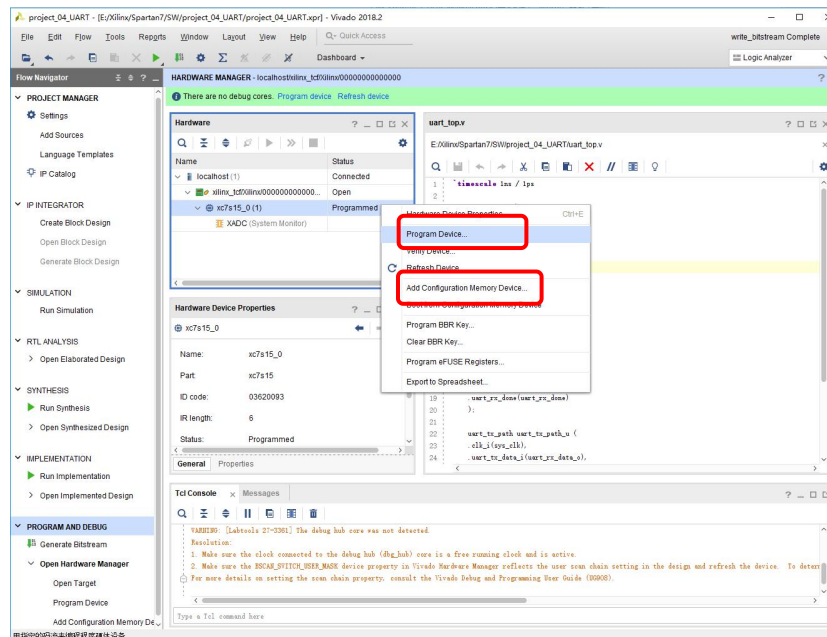 project_04_UART - [E:/Xilinx/Spartan7/SW/project_04_UART/project_04_UART.xpr] - Vivado 2018.2
File Edit Flow Tools Reports Window Layout View Help Quick Access
write_bitstream Complete
Dashboard
Logic Analyzer
Flow Navigator
HARDWARE MANAGER - localhost/xilinx_tcf/Xilinx/00000000000000
There are no debug cores. Program device Refresh device
PROJECT MANAGER
Settings
Add Sources
Language Templates
IP Catalog
IP INTEGRATOR
Create Block Design
Open Block Design
Generate Block Design
SIMULATION
Run Simulation
RTL ANALYSIS
Open Elaborated Design
SYNTHESIS
Run Synthesis
Open Synthesized Design
IMPLEMENTATION
Run Implementation
Open Implemented Design
PROGRAM AND DEBUG
Generate Bitstream
Open Hardware Manager
Open Target
Program Device
Add Configuration Memory De
Hardware
Name Status
localhost (1) Connected
xilinx_tcf/Xilinx/000000000000... Open
xc7s15_0 (1) Programmed
XADC (System Monitor)
Hardware Device Properties Ctrl+E
Program Device...
Verify Device...
Refresh Device
Add Configuration Memory Device...
Boot from Configuration Memory Device
Program BBR Key...
Clear BBR Key...
Program eFUSE Registers...
Export to Spreadsheet...
Hardware Device Properties
xc7s15_0
Name: xc7s15_0
Part: xc7s15
ID code: 03620093
IR length: 6
Status: Programmed
General Properties
uart_top.v
E:/Xilinx/Spartan7/SW/project_04_UART/uart_top.v
1 `timescale 1ns / 1ps
2
19 .uart_rx_done(uart_rx_done)
20 );
21
22 uart_tx_path uart_tx_path_u (
23 .clk_i(sys_clk),
24 .uart_tx_data_i(uart_rx_data_o),
Tcl Console Messages
WARNING: [Labtools 27-3361] The debug hub core was not detected.
Resolution:
1. Make sure the clock connected to the debug hub (dbg_hub) core is a free running clock and is active.
2. Make sure the BSCAN_SWITCH_USER_MASK device property in Vivado Hardware Manager reflects the user scan chain setting in the design and refresh the device. To deter
For more details on setting the scan chain property, consult the Vivado Debug and Programming User Guide (UG908).
Type a Tcl command here